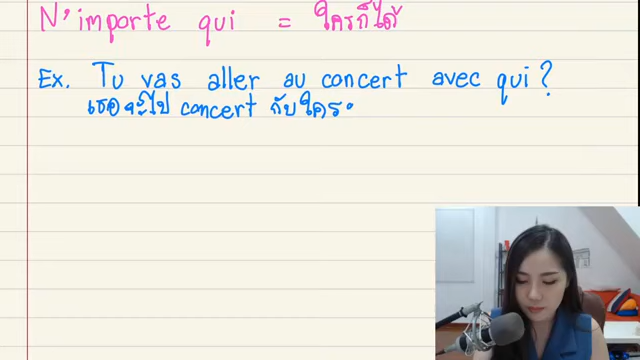 N'importe qui = ใครก็ได้
Ex. Tu vas aller au concert avec qui?
เธอจะไป concert กับใคร